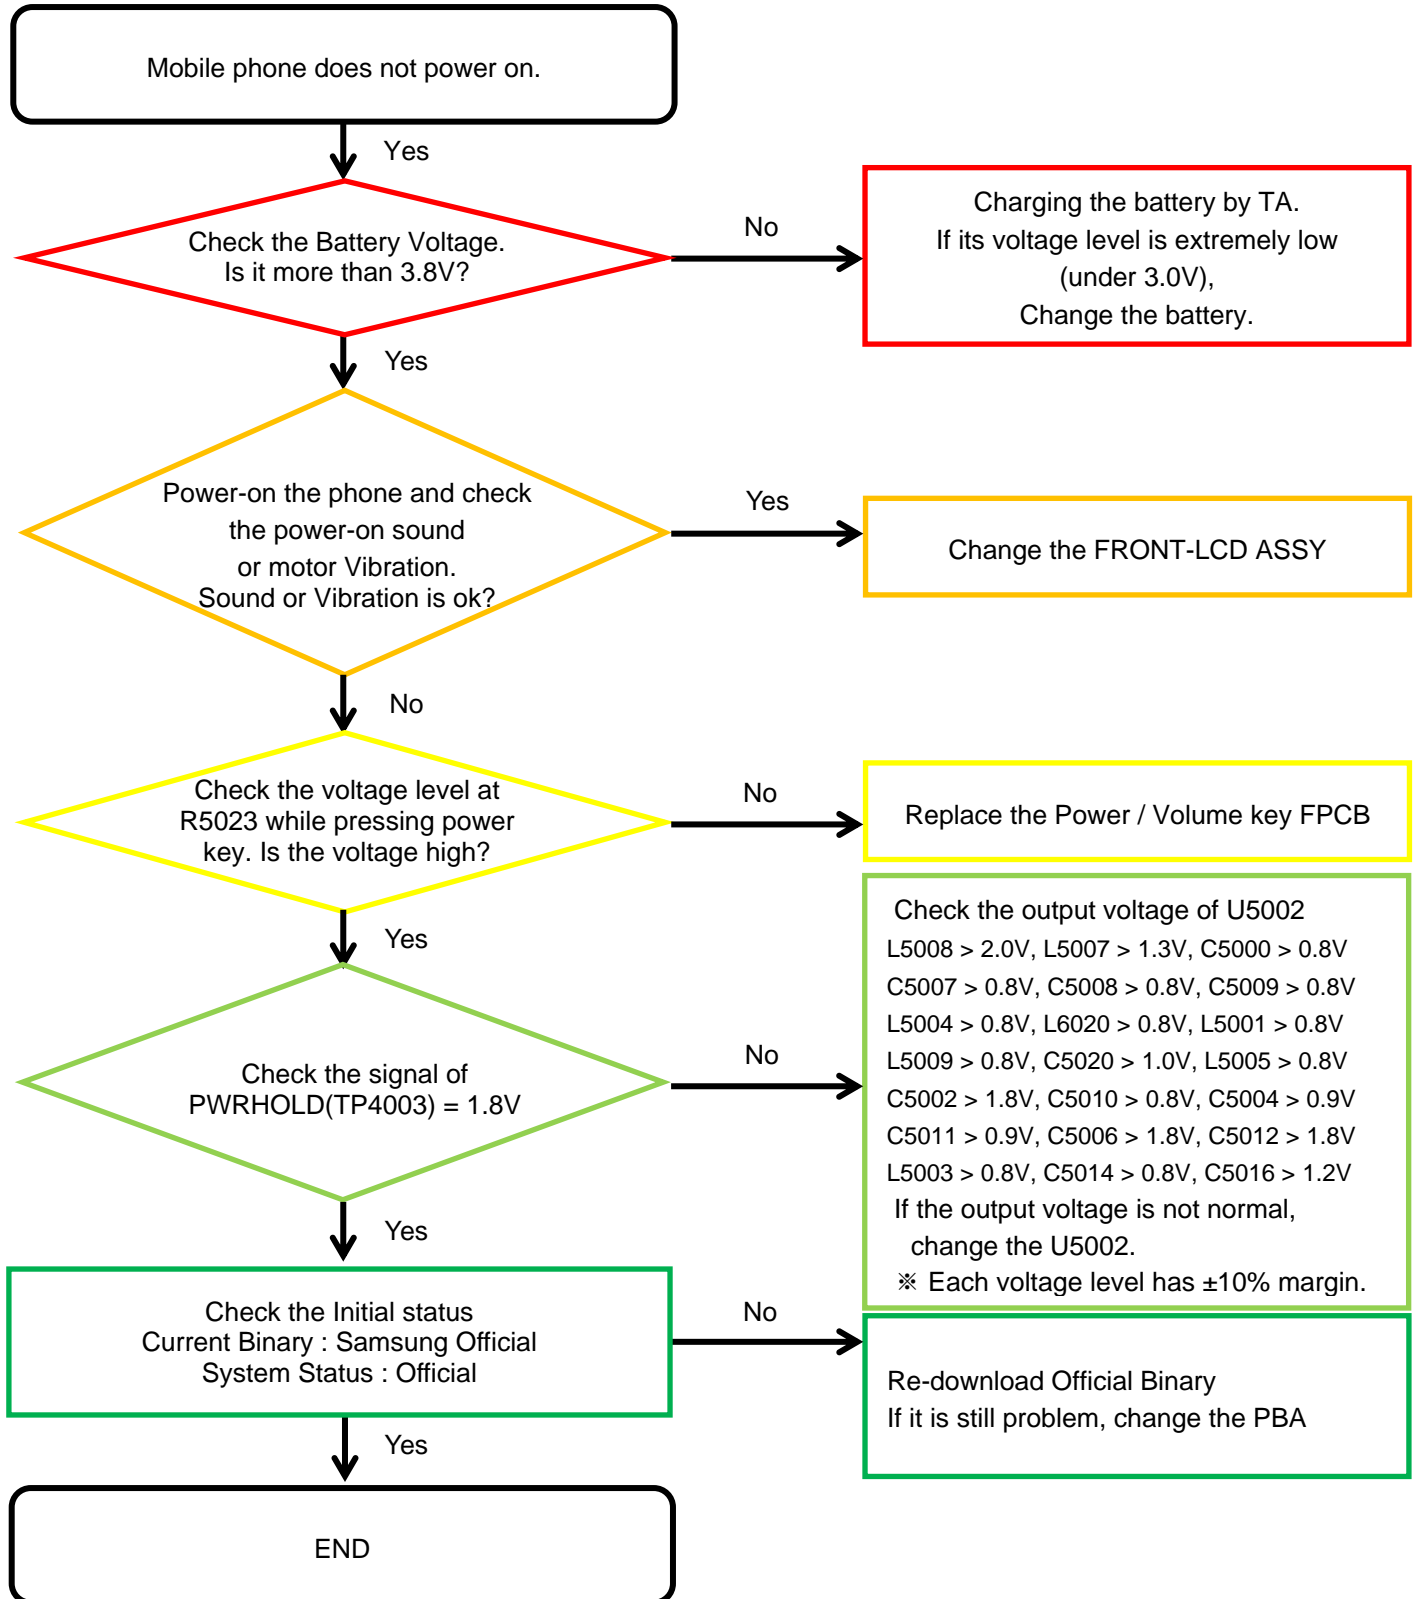 Mobile phone does not power on.
Yes
Check the Battery Voltage.
Is it more than 3.8V?
No
Charging the battery by TA.
If its voltage level is extremely low
(under 3.0V),
Change the battery.
Yes
Power-on the phone and check
the power-on sound
or motor Vibration.
Sound or Vibration is ok?
Yes
Change the FRONT-LCD ASSY
No
Check the voltage level at
R5023 while pressing power
key. Is the voltage high?
No
Replace the Power / Volume key FPCB
Yes
Check the signal of
PWRHOLD(TP4003) = 1.8V
No
Check the output voltage of U5002
L5008 > 2.0V, L5007 > 1.3V, C5000 > 0.8V
C5007 > 0.8V, C5008 > 0.8V, C5009 > 0.8V
L5004 > 0.8V, L6020 > 0.8V, L5001 > 0.8V
L5009 > 0.8V, C5020 > 1.0V, L5005 > 0.8V
C5002 > 1.8V, C5010 > 0.8V, C5004 > 0.9V
C5011 > 0.9V, C5006 > 1.8V, C5012 > 1.8V
L5003 > 0.8V, C5014 > 0.8V, C5016 > 1.2V
If the output voltage is not normal,
change the U5002.
※ Each voltage level has ±10% margin.
Yes
Check the Initial status
Current Binary : Samsung Official
System Status : Official
No
Re-download Official Binary
If it is still problem, change the PBA
Yes
END